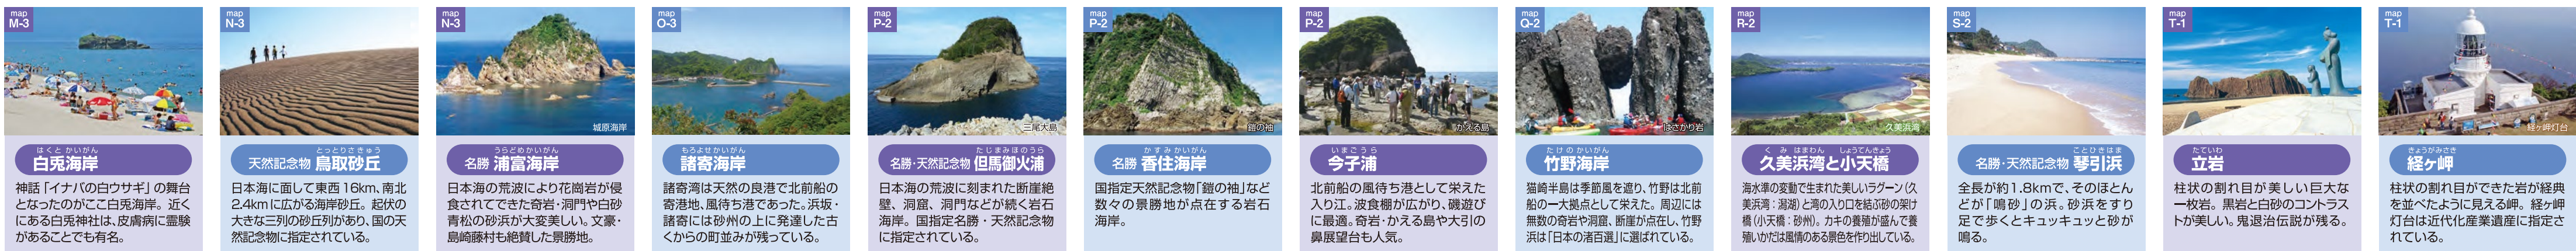 map
M-3
はくと かいがん
白兎海岸
神話「イナバの白ウサギ」の舞台
となったのがここ白兎海岸。近く
にある白兎神社は、皮膚病に霊験
があることでも有名。
map
N-3
とっとりさきゅう
天然記念物 鳥取砂丘
日本海に面して東西16km、南北
2.4kmに広がる海岸砂丘。起伏の
大きな三列の砂丘列があり、国の天
然記念物に指定されている。
map
N-3
城原海岸
うらどめかいがん
名勝 浦富海岸
日本海の荒波により花崗岩が侵
食されてできた奇岩・洞門や白砂
青松の砂浜が大変美しい。文豪・
島崎藤村も絶賛した景勝地。
map
O-3
もろよせかいがん
諸寄海岸
諸寄湾は天然の良港で北前船の
寄港地、風待ち港であった。浜坂・
諸寄には砂州の上に発達した古
くからの町並みが残っている。
map
P-2
三尾大島
たじまみほのうら
名勝・天然記念物 但馬御火浦
日本海の荒波に刻まれた断崖絶
壁、洞窟、洞門などが続く岩石
海岸。国指定名勝・天然記念物
に指定されている。
map
P-2
鎧の袖
かすみかいがん
名勝 香住海岸
国指定天然記念物「鎧の袖」など
数々の景勝地が点在する岩石
海岸。
map
P-2
かえる島
いまごうら
今子浦
北前船の風待ち港として栄えた
入り江。波食棚が広がり、磯遊び
に最適。奇岩・かえる島や大引の
鼻展望台も人気。
map
Q-2
はさかり岩
たけのかいがん
竹野海岸
猫崎半島は季節風を遮り、竹野は北前
船の一大拠点として栄えた。周辺には
無数の奇岩や洞窟、断崖が点在し、竹野
浜は「日本の渚百選」に選ばれている。
map
R-2
久美浜湾
くみはまわん しょうてんきょう
久美浜湾と小天橋
海水準の変動で生まれた美しいラグーン（久
美浜湾：潟湖）と湾の入り口を結ぶ砂の架け
橋（小天橋：砂州）。カキの養殖が盛んで養
殖いかだは風情のある景色を作り出している。
map
S-2
ことひきはま
名勝・天然記念物 琴引浜
全長が約1.8kmで、そのほとん
どが「鳴砂」の浜。砂浜をすり
足で歩くとキュッキュッと砂が
鳴る。
map
T-1
たていわ
立岩
柱状の割れ目が美しい巨大な
一枚岩。黒岩と白砂のコントラス
トが美しい。鬼退治伝説が残る。
map
T-1
経ヶ岬灯台
きょうがみさき
経ヶ岬
柱状の割れ目ができた岩が経典
を並べたように見える岬。経ヶ岬
灯台は近代化産業遺産に指定さ
れている。